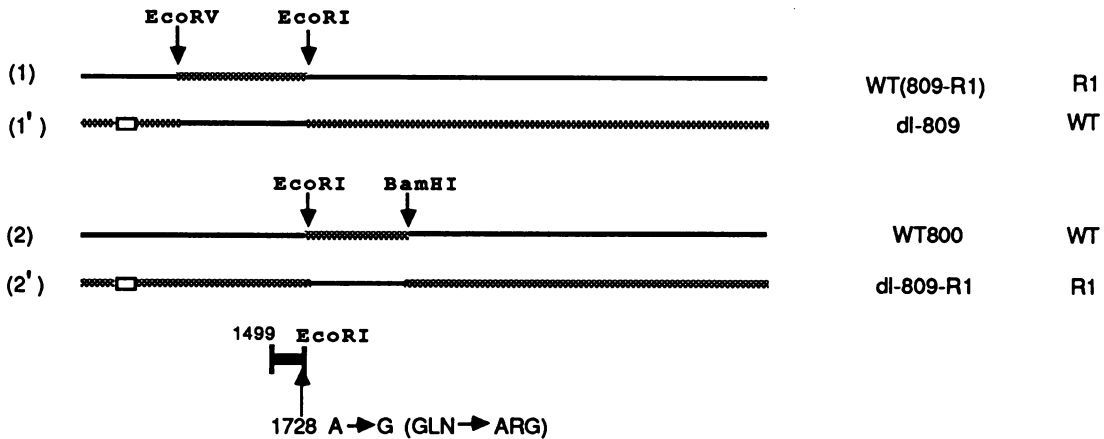 EcoRV EcoRI
(1) WT(809-R1) R1
(1') dl-809 WT
EcoRI BamHI
(2) WT800 WT
(2') dl-809-R1 R1
1499 EcoRI
1728 A→G (GLN→ARG)